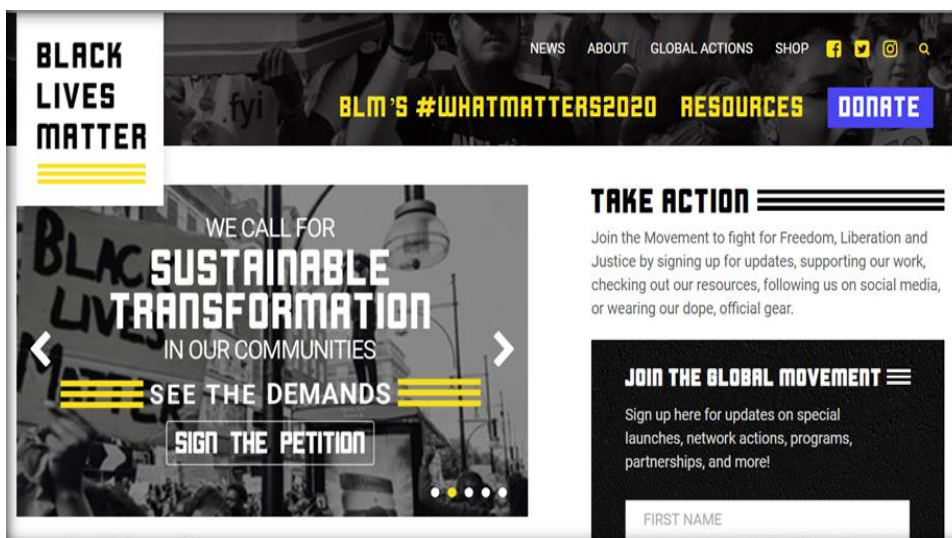 BLACK
LIVES
MATTER
NEWS ABOUT GLOBAL ACTIONS SHOP
.fyi
BLM'S #WHATMATTERS2020 RESOURCES DONATE
BLACK
LIVES
MATTER
WE CALL FOR
SUSTAINABLE
TRANSFORMATION
IN OUR COMMUNITIES
SEE THE DEMANDS
SIGN THE PETITION
TAKE ACTION
Join the Movement to fight for Freedom, Liberation and
Justice by signing up for updates, supporting our work,
checking out our resources, following us on social media,
or wearing our dope, official gear.
JOIN THE GLOBAL MOVEMENT
Sign up here for updates on special
launches, network actions, programs,
partnerships, and more!
FIRST NAME